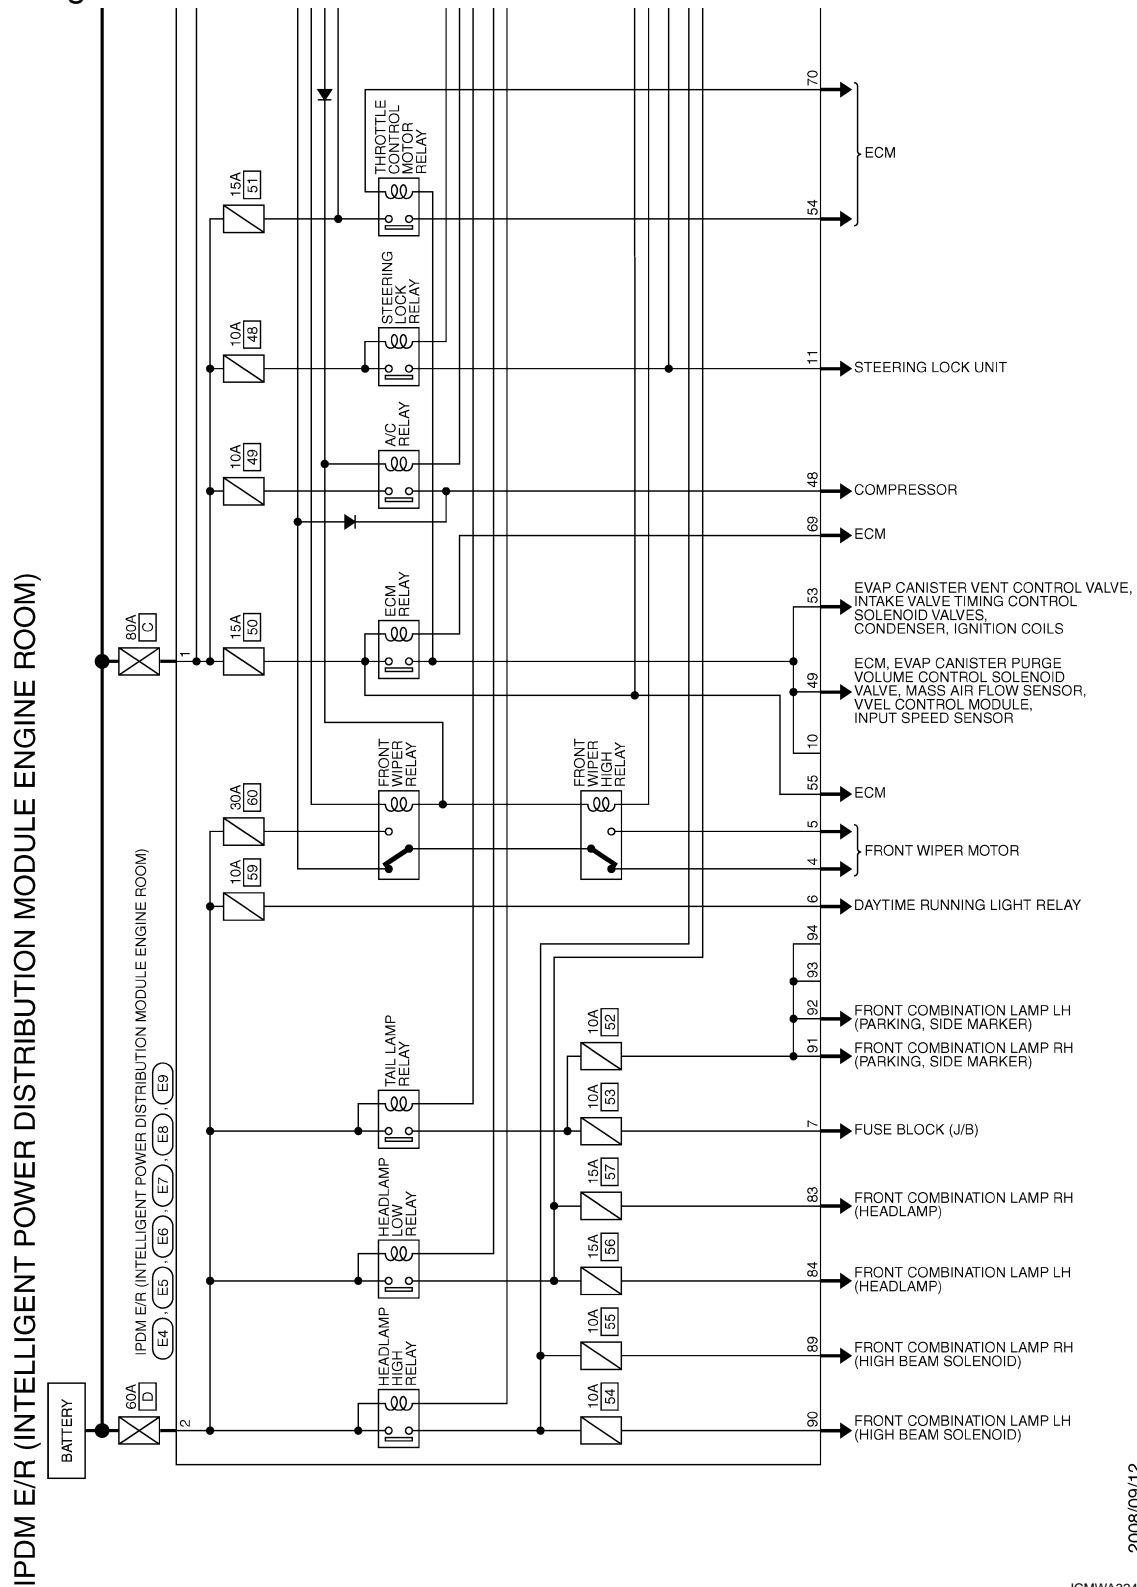 IPDM E/R (INTELLIGENT POWER DISTRIBUTION MODULE ENGINE ROOM)
BATTERY
IPDM E/R (INTELLIGENT POWER DISTRIBUTION MODULE ENGINE ROOM)
E4, E5, E6, E7, E8, E9
80A
C
1
60A
D
2
15A
51
THROTTLE
CONTROL
MOTOR
RELAY
70
54
ECM
10A
48
STEERING
LOCK
RELAY
11
STEERING LOCK UNIT
10A
49
A/C
RELAY
48
COMPRESSOR
69
ECM
15A
50
ECM
RELAY
53
EVAP CANISTER VENT CONTROL VALVE,
INTAKE VALVE TIMING CONTROL
SOLENOID VALVES,
CONDENSER, IGNITION COILS
49
ECM, EVAP CANISTER PURGE
VOLUME CONTROL SOLENOID
VALVE, MASS AIR FLOW SENSOR,
VVEL CONTROL MODULE,
INPUT SPEED SENSOR
10
55
ECM
30A
60
FRONT
WIPER
RELAY
FRONT
WIPER
HIGH
RELAY
5
4
FRONT WIPER MOTOR
10A
59
6
DAYTIME RUNNING LIGHT RELAY
94
93
92
FRONT COMBINATION LAMP LH
(PARKING, SIDE MARKER)
10A
52
91
FRONT COMBINATION LAMP RH
(PARKING, SIDE MARKER)
TAIL LAMP
RELAY
10A
53
7
FUSE BLOCK (J/B)
15A
57
83
FRONT COMBINATION LAMP RH
(HEADLAMP)
HEADLAMP
LOW
RELAY
15A
56
84
FRONT COMBINATION LAMP LH
(HEADLAMP)
10A
55
89
FRONT COMBINATION LAMP RH
(HIGH BEAM SOLENOID)
HEADLAMP
HIGH
RELAY
10A
54
90
FRONT COMBINATION LAMP LH
(HIGH BEAM SOLENOID)
2008/09/12